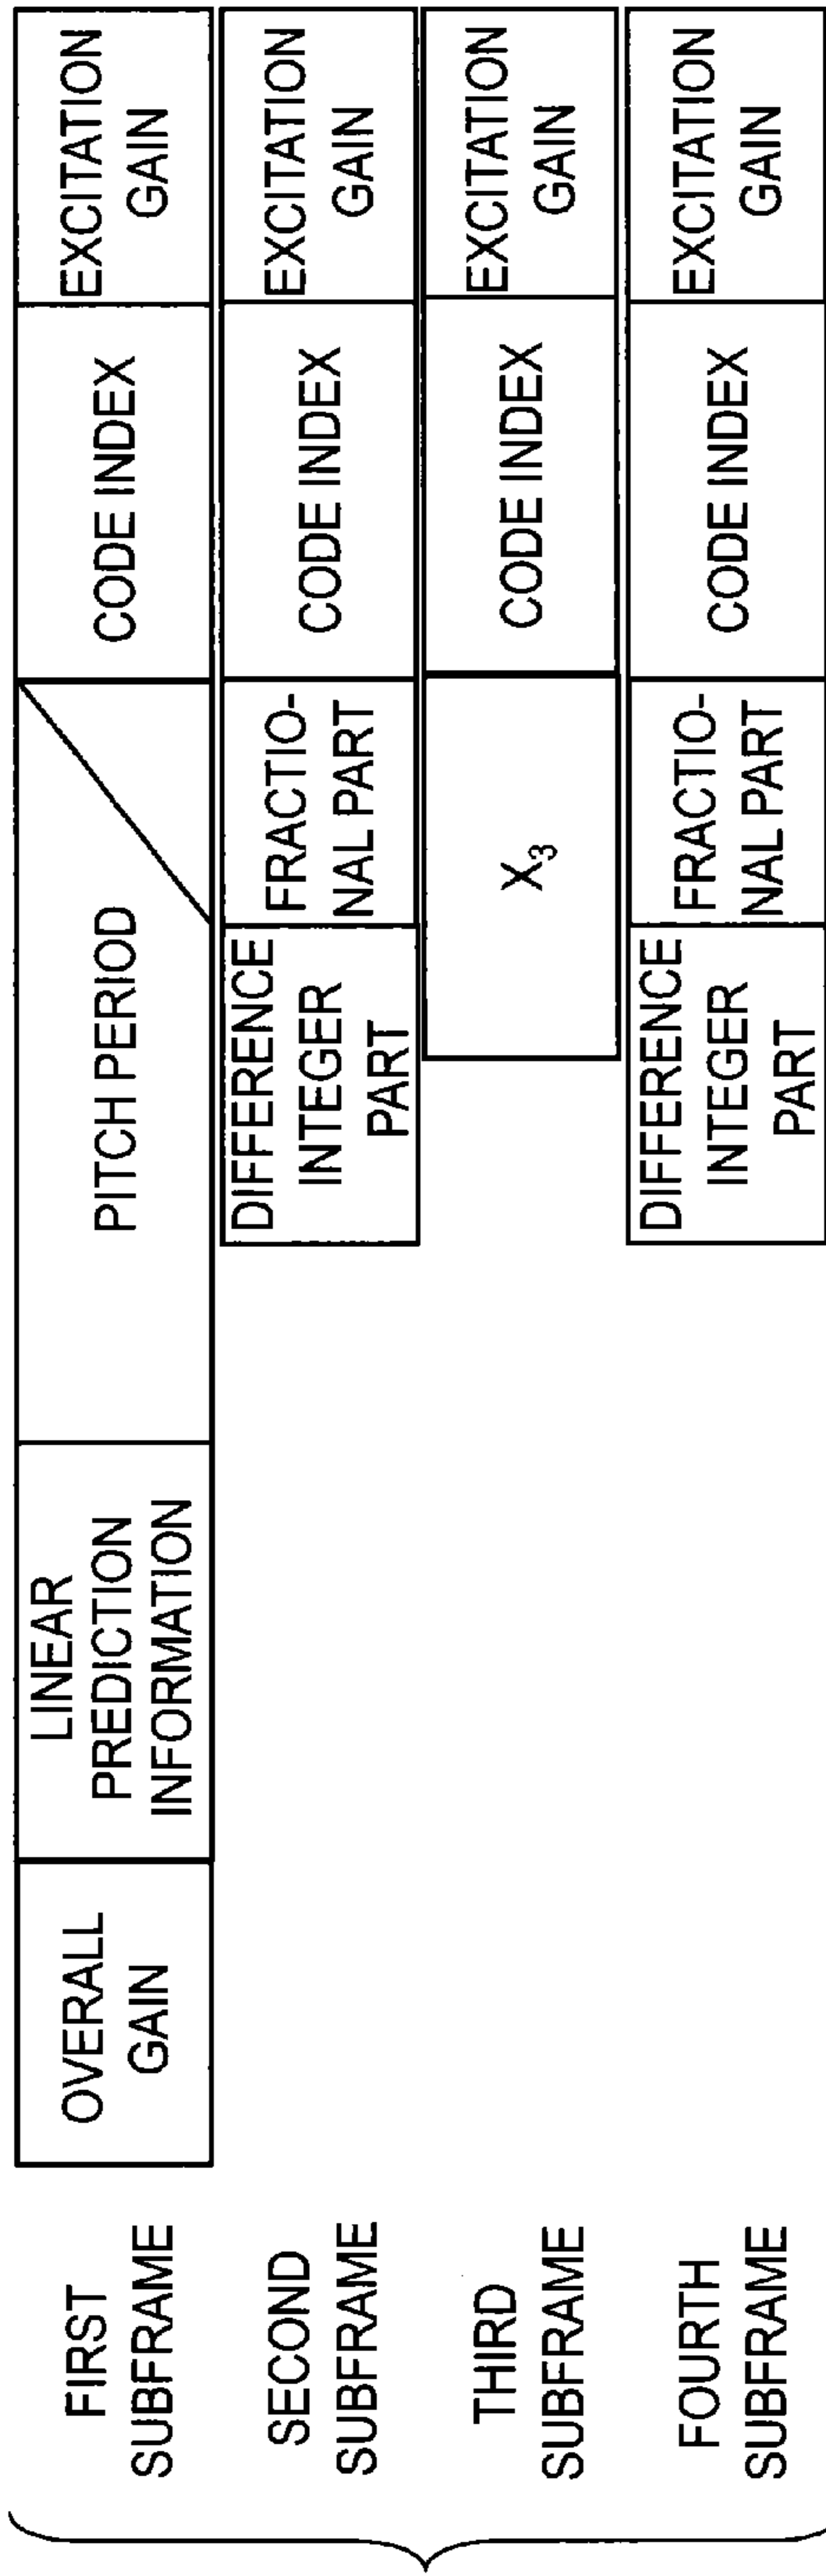 FIRST
SUBFRAME
OVERALL
GAIN
LINEAR
PREDICTION
INFORMATION
PITCH PERIOD
CODE INDEX
EXCITATION
GAIN
SECOND
SUBFRAME
DIFFERENCE
INTEGER
PART
FRACTIO-
NAL PART
CODE INDEX
EXCITATION
GAIN
THIRD
SUBFRAME
X₃
CODE INDEX
EXCITATION
GAIN
FOURTH
SUBFRAME
DIFFERENCE
INTEGER
PART
FRACTIO-
NAL PART
CODE INDEX
EXCITATION
GAIN